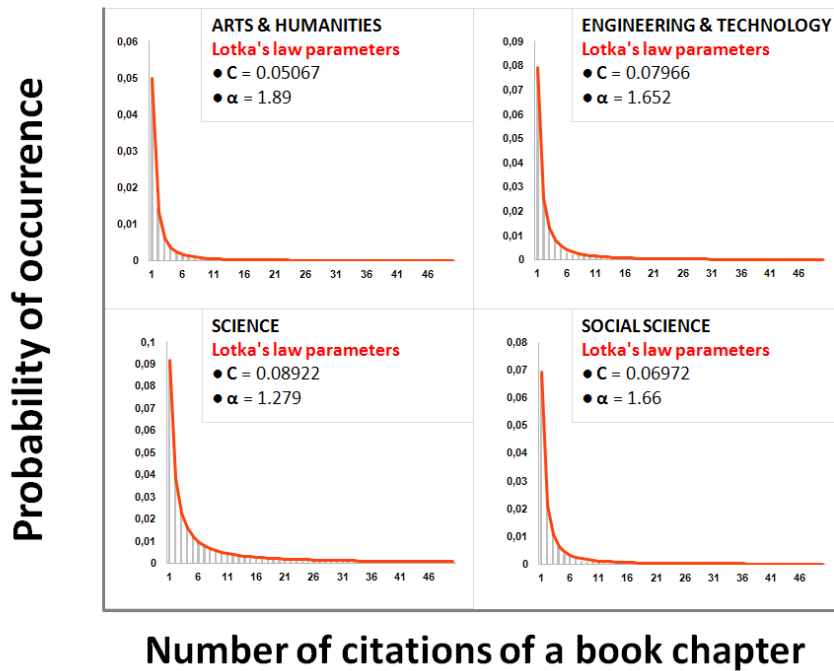 Probability of occurrence
ARTS & HUMANITIES
Lotka's law parameters
● C = 0.05067
● α = 1.89
0,06
0,05
0,04
0,03
0,02
0,01
0
1 6 11 16 21 26 31 36 41 46
ENGINEERING & TECHNOLOGY
Lotka's law parameters
● C = 0.07966
● α = 1.652
0,09
0,08
0,07
0,06
0,05
0,04
0,03
0,02
0,01
0
1 6 11 16 21 26 31 36 41 46
SCIENCE
Lotka's law parameters
● C = 0.08922
● α = 1.279
0,1
0,09
0,08
0,07
0,06
0,05
0,04
0,03
0,02
0,01
0
1 6 11 16 21 26 31 36 41 46
SOCIAL SCIENCE
Lotka's law parameters
● C = 0.06972
● α = 1.66
0,08
0,07
0,06
0,05
0,04
0,03
0,02
0,01
0
1 6 11 16 21 26 31 36 41 46
Number of citations of a book chapter